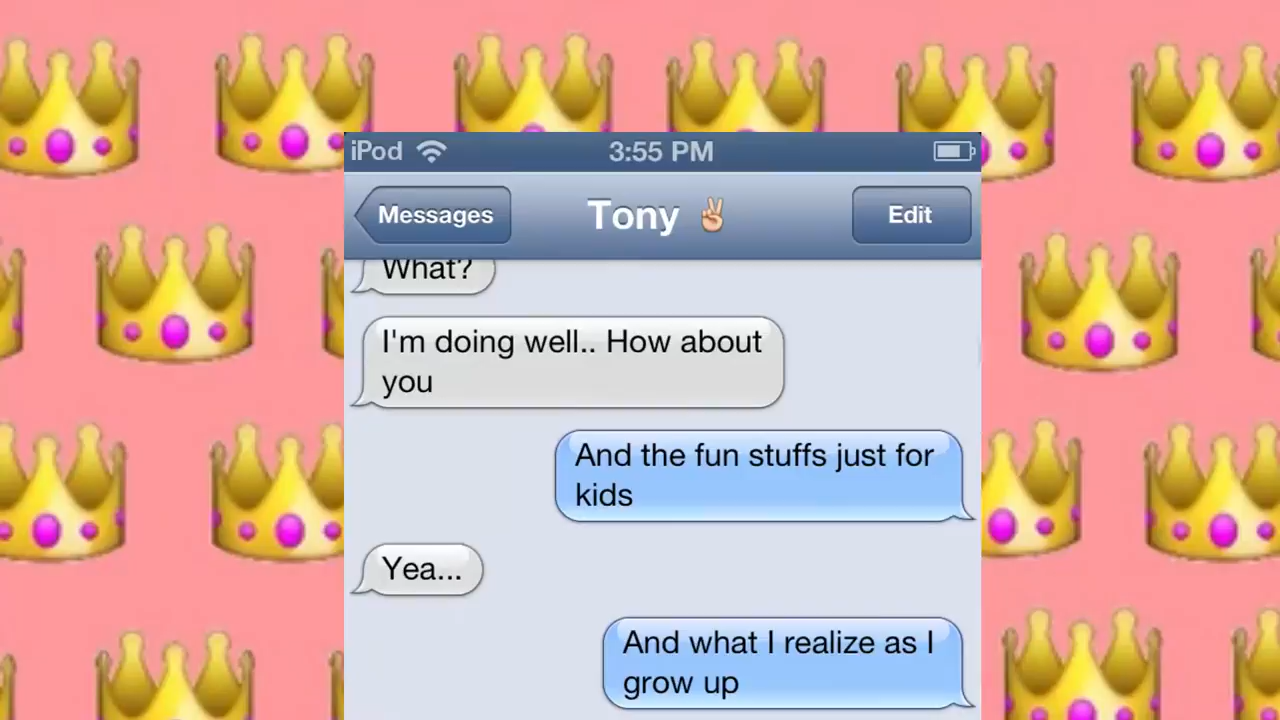 iPod 3:55 PM
Messages Tony ✌ Edit
What?
I'm doing well.. How about
you
And the fun stuffs just for
kids
Yea...
And what I realize as I
grow up